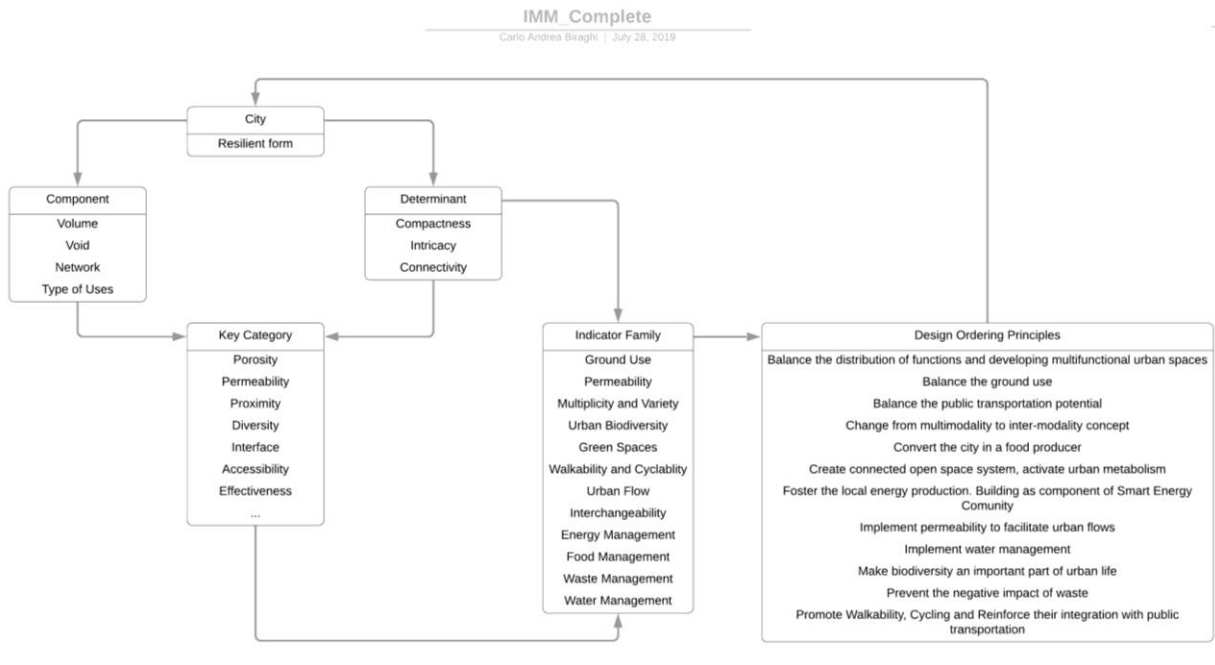 IMM_Complete
Carlo Andrea Biraghi | July 28, 2019
City
Resilient form
Component
Volume
Void
Network
Type of Uses
Determinant
Compactness
Intricacy
Connectivity
Key Category
Porosity
Permeability
Proximity
Diversity
Interface
Accessibility
Effectiveness
...
Indicator Family
Ground Use
Permeability
Multiplicity and Variety
Urban Biodiversity
Green Spaces
Walkability and Cyclablity
Urban Flow
Interchangeability
Energy Management
Food Management
Waste Management
Water Management
Design Ordering Principles
Balance the distribution of functions and developing multifunctional urban spaces
Balance the ground use
Balance the public transportation potential
Change from multimodality to inter-modality concept
Convert the city in a food producer
Create connected open space system, activate urban metabolism
Foster the local energy production. Building as component of Smart Energy
Comunity
Implement permeability to facilitate urban flows
Implement water management
Make biodiversity an important part of urban life
Prevent the negative impact of waste
Promote Walkability, Cycling and Reinforce their integration with public
transportation